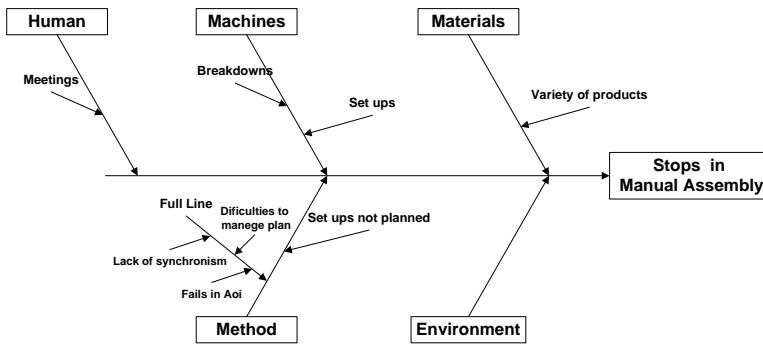 Human
Machines
Materials
Meetings
Breakdowns
Set ups
Variety of products
Stops in
Manual Assembly
Full Line
Dificulties to
manege plan
Set ups not planned
Lack of synchronism
Fails in Aoi
Method
Environment